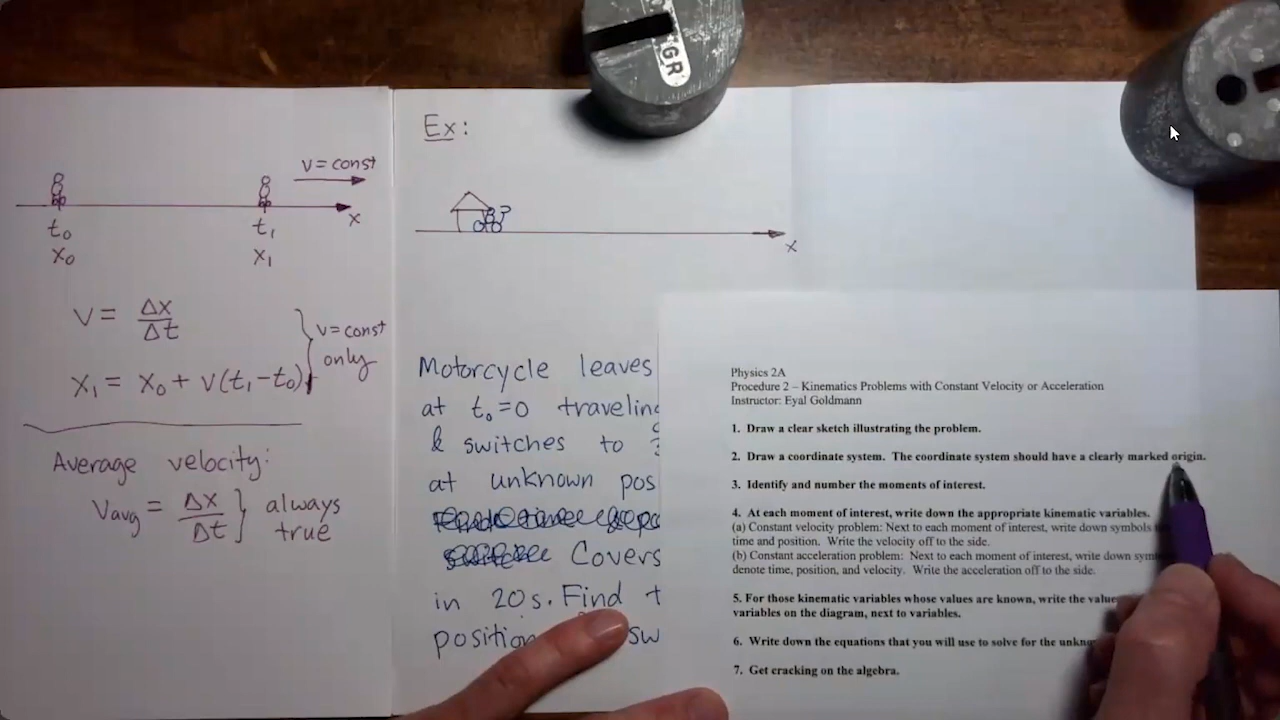 GR
V = const
x
t₀
t₁
x₀
x₁
V = Δx/Δt
x₁ = x₀ + V(t₁-t₀)
V = const
only
Average velocity:
Vavg = Δx/Δt } always
true
Ex:
x
Motorcycle leaves
at t₀=0 traveling
& switches to
at unknown pos
Covers
in 20s. Find t
position sw
Physics 2A
Procedure 2 – Kinematics Problems with Constant Velocity or Acceleration
Instructor: Eyal Goldmann
1. Draw a clear sketch illustrating the problem.
2. Draw a coordinate system. The coordinate system should have a clearly marked origin.
3. Identify and number the moments of interest.
4. At each moment of interest, write down the appropriate kinematic variables.
(a) Constant velocity problem: Next to each moment of interest, write down symbols
time and position. Write the velocity off to the side.
(b) Constant acceleration problem: Next to each moment of interest, write down sym
denote time, position, and velocity. Write the acceleration off to the side.
5. For those kinematic variables whose values are known, write the value
variables on the diagram, next to variables.
6. Write down the equations that you will use to solve for the unkno
7. Get cracking on the algebra.